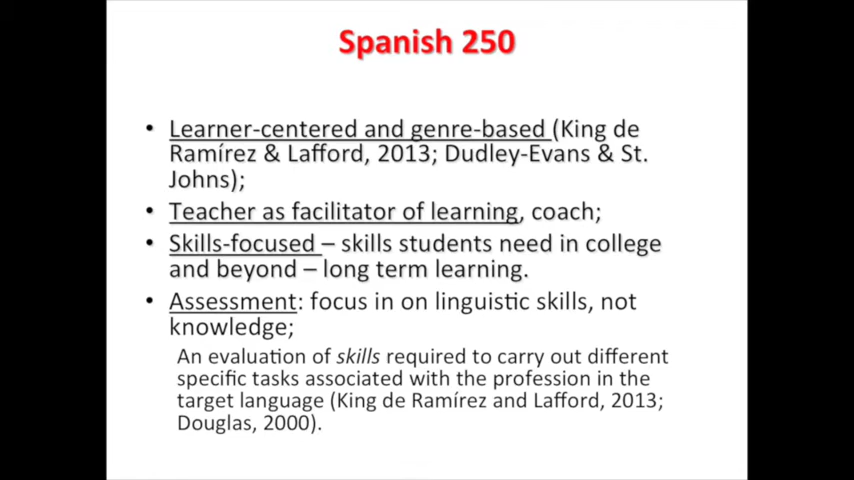 Spanish 250
• Learner-centered and genre-based (King de
Ramírez & Lafford, 2013; Dudley-Evans & St.
Johns);
• Teacher as facilitator of learning, coach;
• Skills-focused – skills students need in college
and beyond – long term learning.
• Assessment: focus in on linguistic skills, not
knowledge;
An evaluation of skills required to carry out different
specific tasks associated with the profession in the
target language (King de Ramírez and Lafford, 2013;
Douglas, 2000).